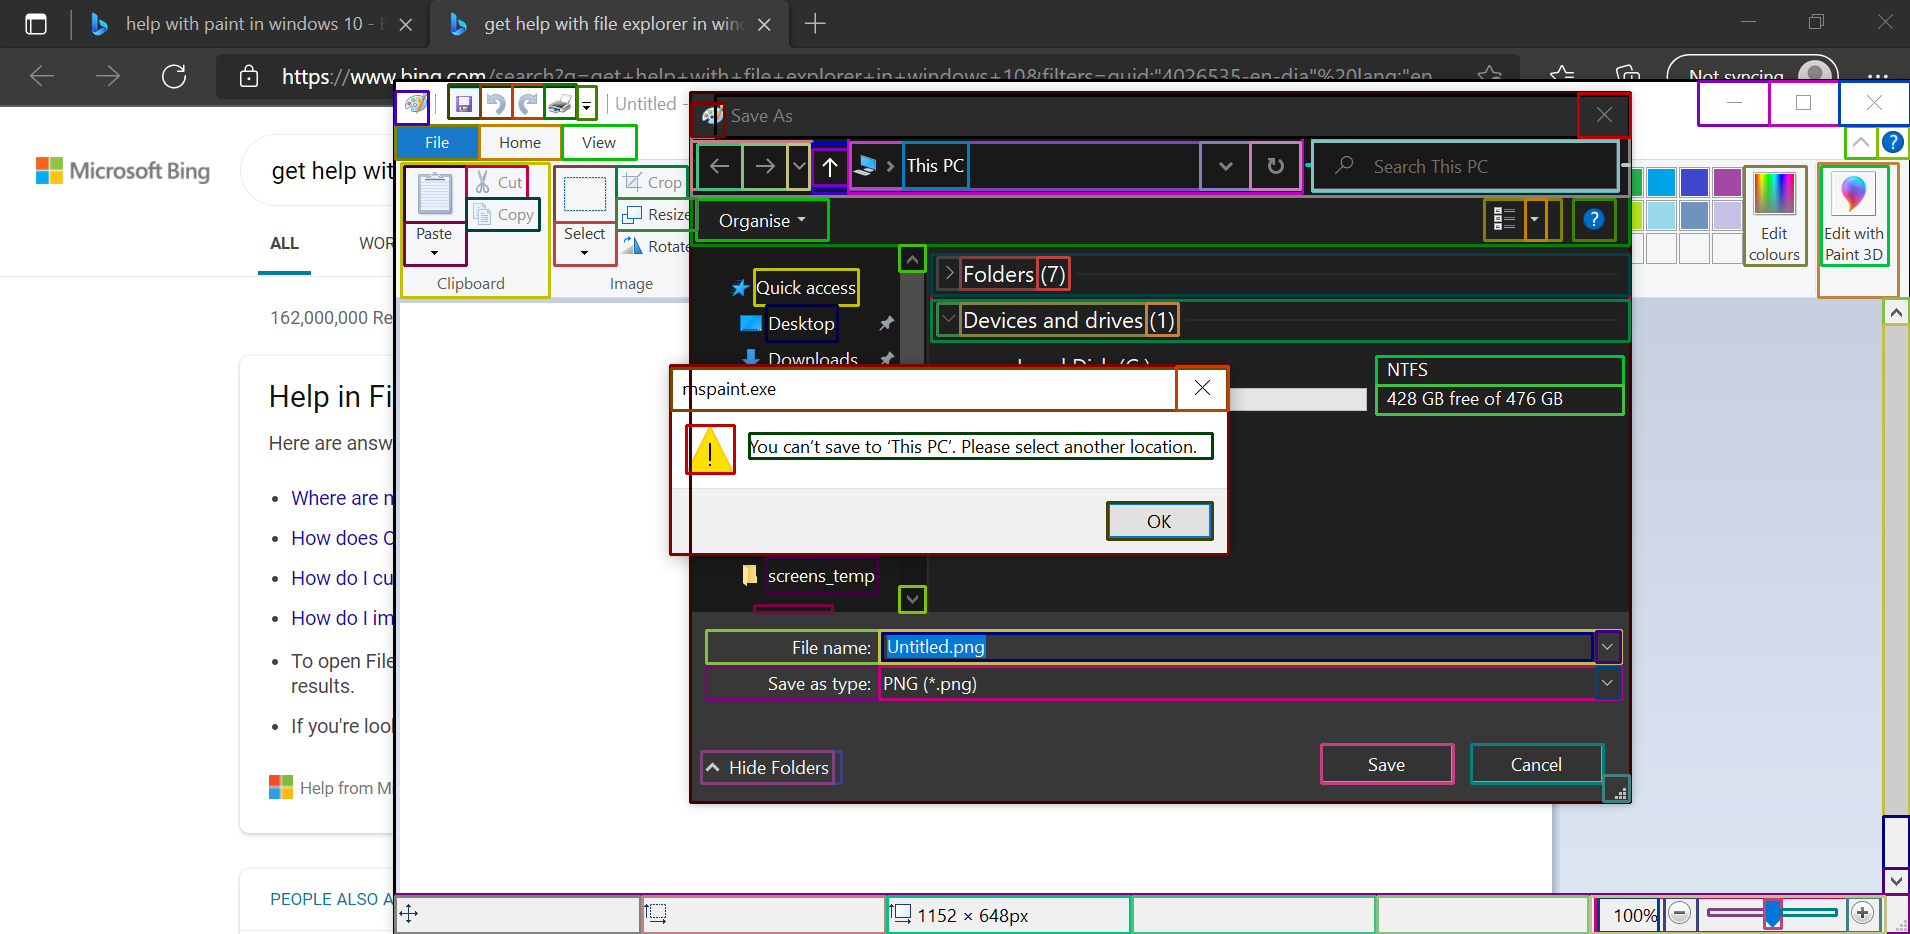 help with paint in windows 10 -
get help with file explorer in win
https://www.bing.com/search?q=get+help+with+file+explorer+in+windows+10&filters=guid:"4026535-en-dia"%20lang:"en
Not syncing
Microsoft Bing
get help wit
ALL
WOR
162,000,000 Re
Help in Fi
Here are answ
Where are n
How does C
How do I cu
How do I im
To open File
results.
If you're loo
Help from Mi
PEOPLE ALSO A
Untitled -
File
Home
View
Paste
Cut
Copy
Clipboard
Select
Crop
Resize
Rotate
Image
Edit
colours
Edit with
Paint 3D
Save As
This PC
Search This PC
Organise
Quick access
Desktop
Downloads
screens_temp
Folders (7)
Devices and drives (1)
Local Disk (C:)
NTFS
428 GB free of 476 GB
mspaint.exe
You can't save to 'This PC'. Please select another location.
OK
File name:
Untitled.png
Save as type:
PNG (*.png)
Hide Folders
Save
Cancel
1152 × 648px
100%